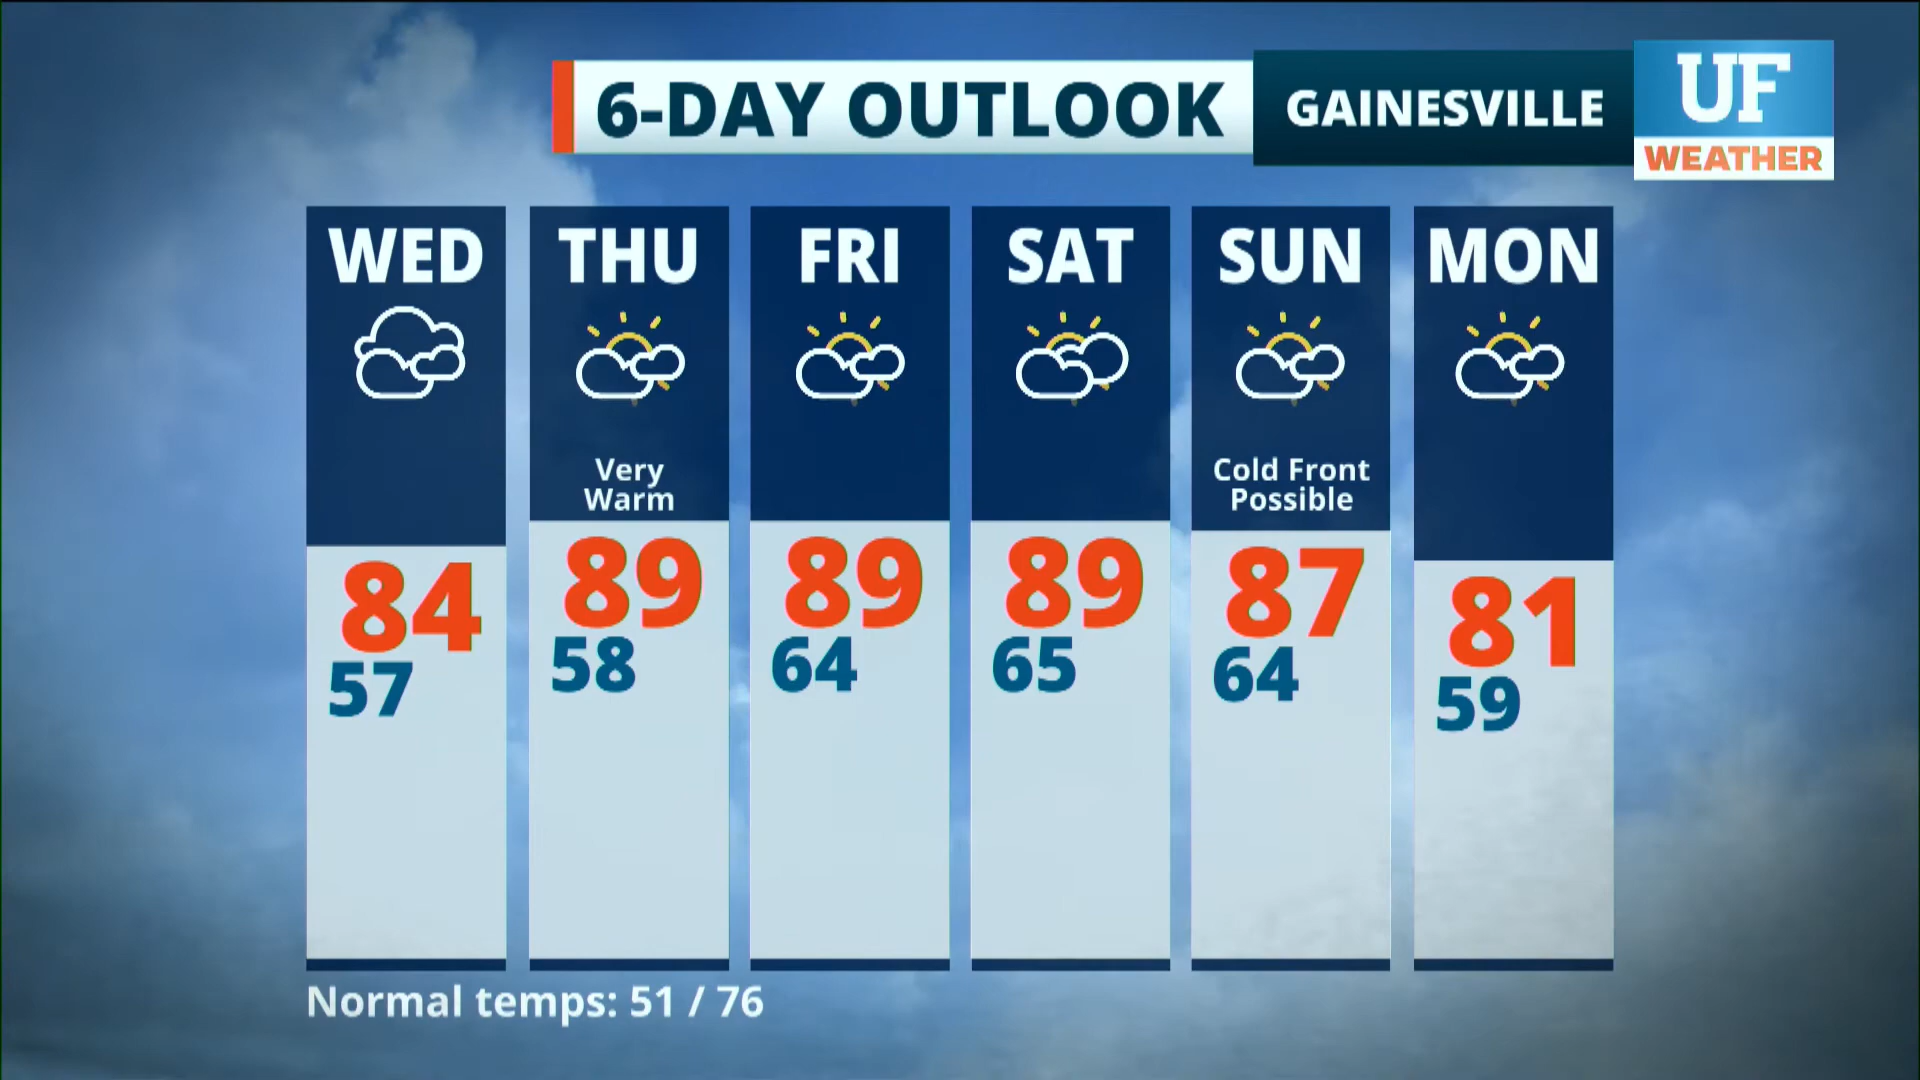 6-DAY OUTLOOK
GAINESVILLE
UF
WEATHER
WED
THU
FRI
SAT
SUN
MON
Very
Warm
Cold Front
Possible
84
89
89
89
87
81
57
58
64
65
64
59
Normal temps: 51 / 76